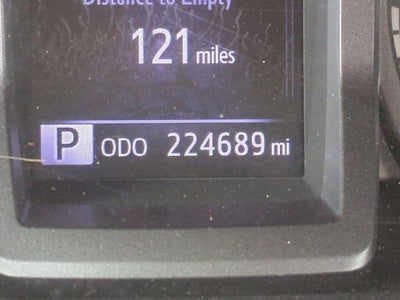 Distance to Empty
121 miles
P ODO 224689 mi